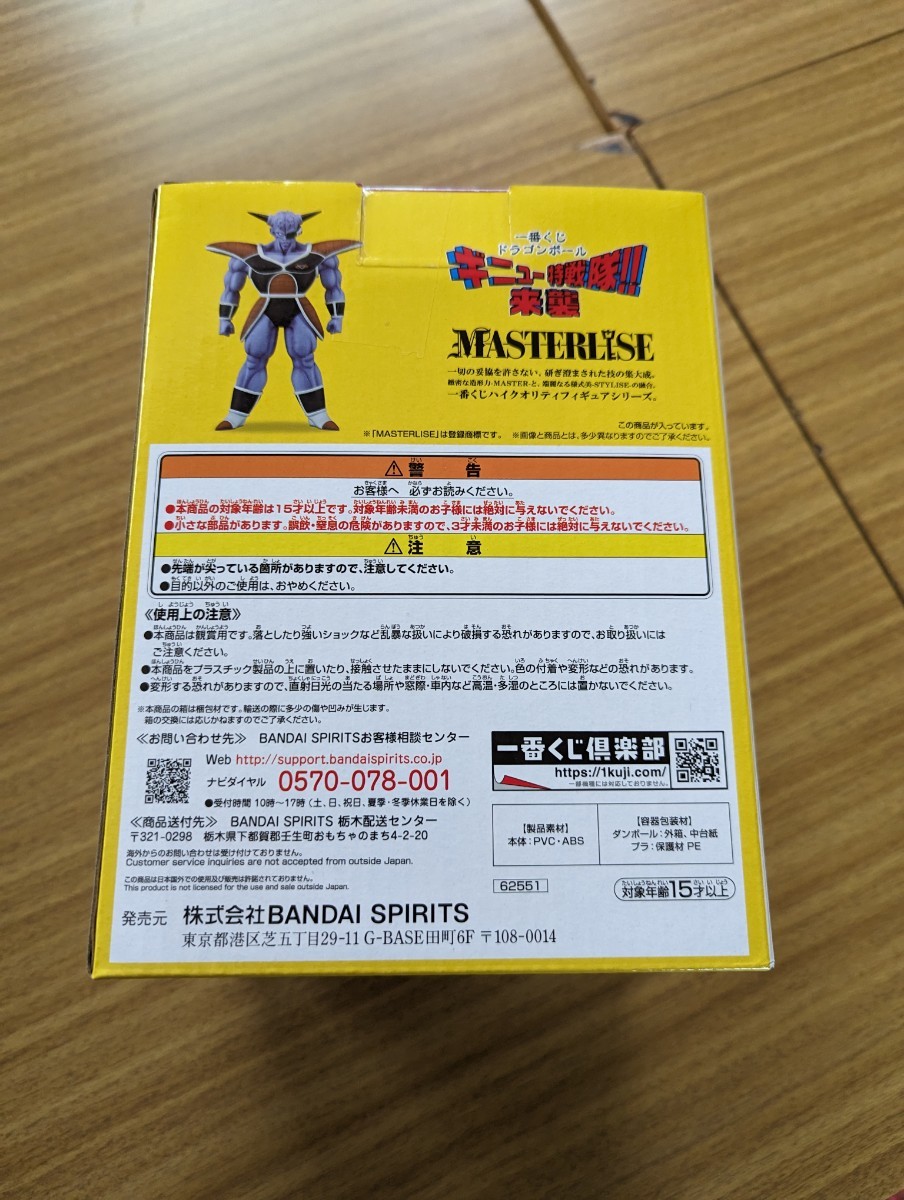 一番くじ
ドラゴンボール
ギニュー特戦隊!!
来襲
MASTERLISE
一切の妥協を許さない。研ぎ澄まされた技の集大成。
緻密な造形力-MASTER-と、端麗なる様式美-STYLISE-の融合。
一番くじハイクオリティフィギュアシリーズ。
この商品が入っています。
※「MASTERLISE」は登録商標です。 ※画像と商品とは、多少異なりますのでご了承ください。
⚠警告
お客様へ 必ずお読みください。
●本商品の対象年齢は15才以上です。対象年齢未満のお子様には絶対に与えないでください。
●小さな部品があります。誤飲・窒息の危険がありますので、3才未満のお子様には絶対に与えないでください。
⚠注意
●先端が尖っている箇所がありますので、注意してください。
●目的以外のご使用は、おやめください。
《使用上の注意》
●本商品は観賞用です。落としたり強いショックなど乱暴な扱いにより破損する恐れがありますので、お取り扱いには
ご注意ください。
●本商品をプラスチック製品の上に置いたり、接触させたままにしないでください。色の付着や変形などの恐れがあります。
●変形する恐れがありますので、直射日光の当たる場所や窓際・車内など高温・多湿のところには置かないでください。
※本商品の箱は梱包材です。輸送の際に多少の傷や凹みが生じます。
箱の交換には応じかねますのでご了承ください。
《お問い合わせ先》 BANDAI SPIRITSお客様相談センター
Web http://support.bandaispirits.co.jp
ナビダイヤル 0570-078-001
●受付時間 10時〜17時(土、日、祝日、夏季・冬季休業日を除く)
《商品送付先》 BANDAI SPIRITS 栃木配送センター
〒321-0298 栃木県下都賀郡壬生町おもちゃのまち4-2-20
海外からのお問い合わせは受け付けておりません。
Customer service inquiries are not accepted from outside Japan.
この商品は日本国外での使用及び販売は許諾されておりません。
This product is not licensed for the use and sale outside Japan.
一番くじ倶楽部
https://1kuji.com/
一部機種には対応しておりません。
【製品素材】
本体：PVC・ABS
【容器包装材】
ダンボール：外箱、中台紙
プラ：保護材 PE
62551
対象年齢15才以上
発売元 株式会社BANDAI SPIRITS
東京都港区芝五丁目29-11 G-BASE田町6F 〒108-0014